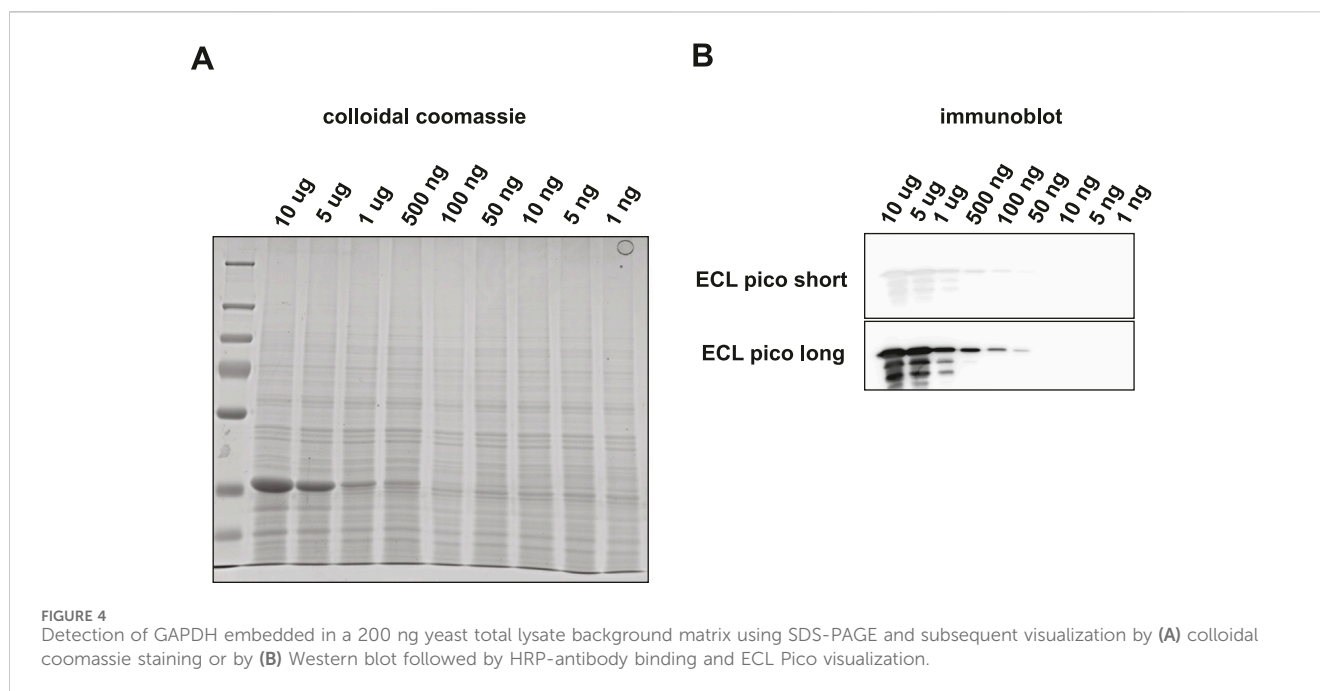 A
colloidal coomassie
10 ug
5 ug
1 ug
500 ng
100 ng
50 ng
10 ng
5 ng
1 ng
B
immunoblot
10 ug
5 ug
1 ug
500 ng
100 ng
50 ng
10 ng
5 ng
1 ng
ECL pico short
ECL pico long
FIGURE 4
Detection of GAPDH embedded in a 200 ng yeast total lysate background matrix using SDS-PAGE and subsequent visualization by (A) colloidal
coomassie staining or by (B) Western blot followed by HRP-antibody binding and ECL Pico visualization.